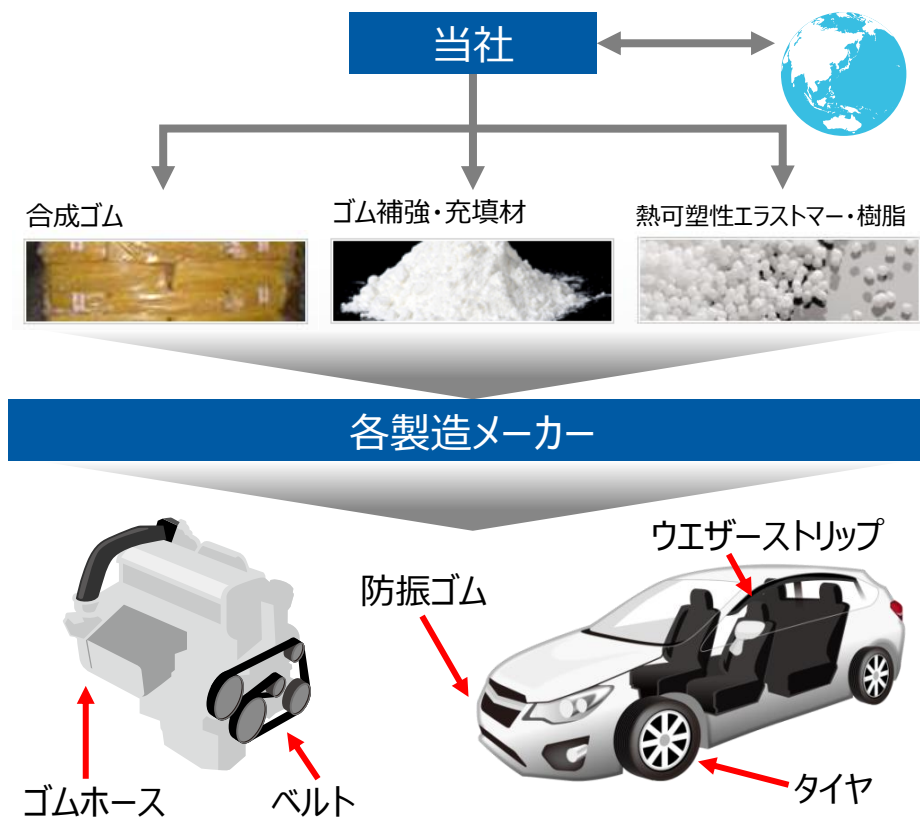 当社
合成ゴム
ゴム補強・充填材
熱可塑性エラストマー・樹脂
各製造メーカー
ウエザーストリップ
防振ゴム
ゴムホース
ベルト
タイヤ